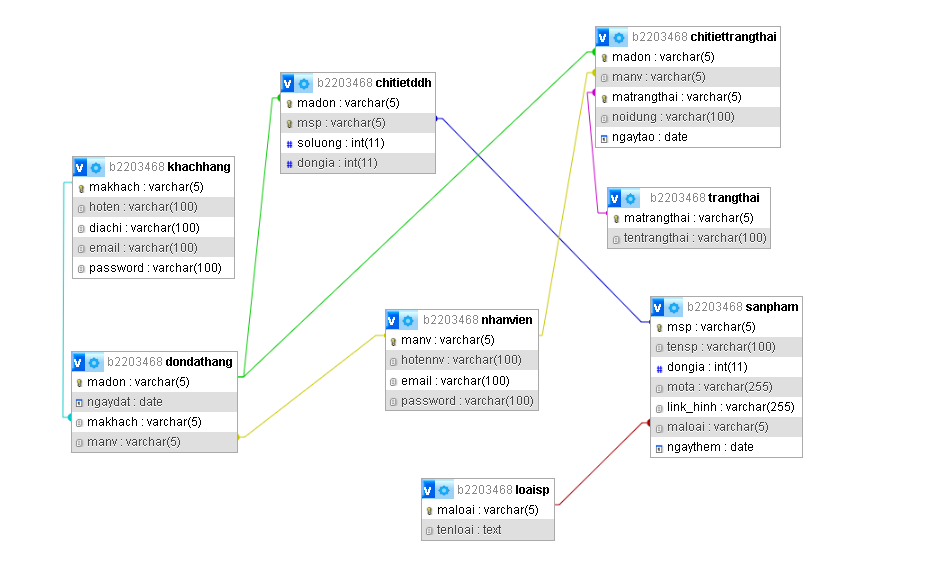 b2203468 chitiettrangthai
madon : varchar(5)
manv : varchar(5)
matrangthai : varchar(5)
noidung : varchar(100)
ngaytao : date
b2203468 chitietddh
madon : varchar(5)
msp : varchar(5)
soluong : int(11)
dongia : int(11)
b2203468 khachhang
makhach : varchar(5)
hoten : varchar(100)
diachi : varchar(100)
email : varchar(100)
password : varchar(100)
b2203468 trangthai
matrangthai : varchar(5)
tentrangthai : varchar(100)
b2203468 sanpham
msp : varchar(5)
tensp : varchar(100)
dongia : int(11)
mota : varchar(255)
link_hinh : varchar(255)
maloai : varchar(5)
ngaythem : date
b2203468 nhanvien
manv : varchar(5)
hotennv : varchar(100)
email : varchar(100)
password : varchar(100)
b2203468 dondathang
madon : varchar(5)
ngaydat : date
makhach : varchar(5)
manv : varchar(5)
b2203468 loaisp
maloai : varchar(5)
tenloai : text